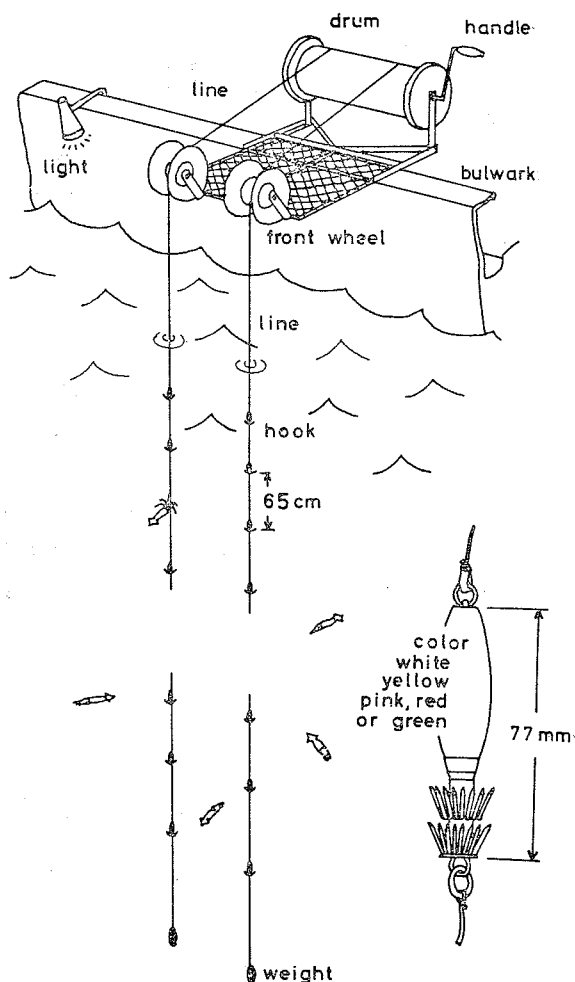 drum
handle
line
light
bulwark
front wheel
line
hook
65cm
color
white
yellow
pink, red
or green
77mm
weight